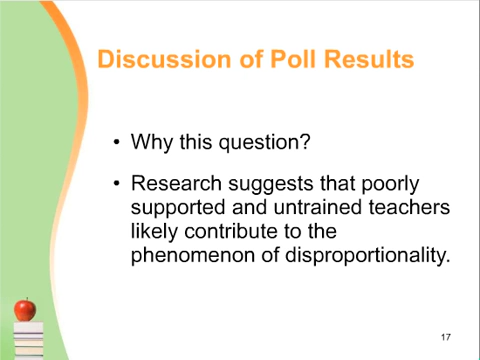 Discussion of Poll Results
• Why this question?
• Research suggests that poorly
supported and untrained teachers
likely contribute to the
phenomenon of disproportionality.
17